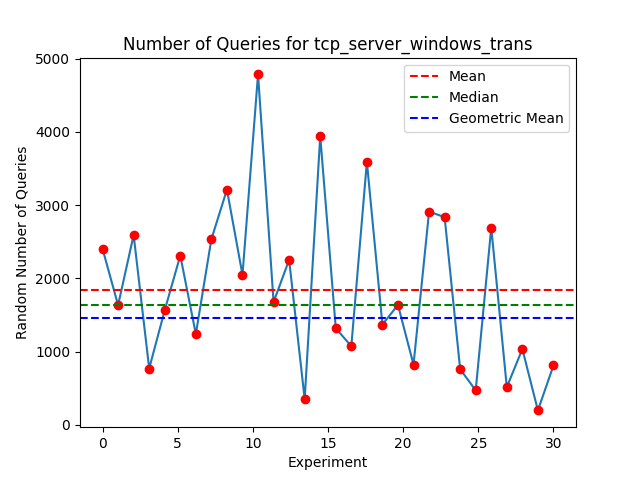 Number of Queries for tcp_server_windows_trans
5000
4000
3000
2000
1000
0
Random Number of Queries
Mean
Median
Geometric Mean
0 5 10 15 20 25 30
Experiment